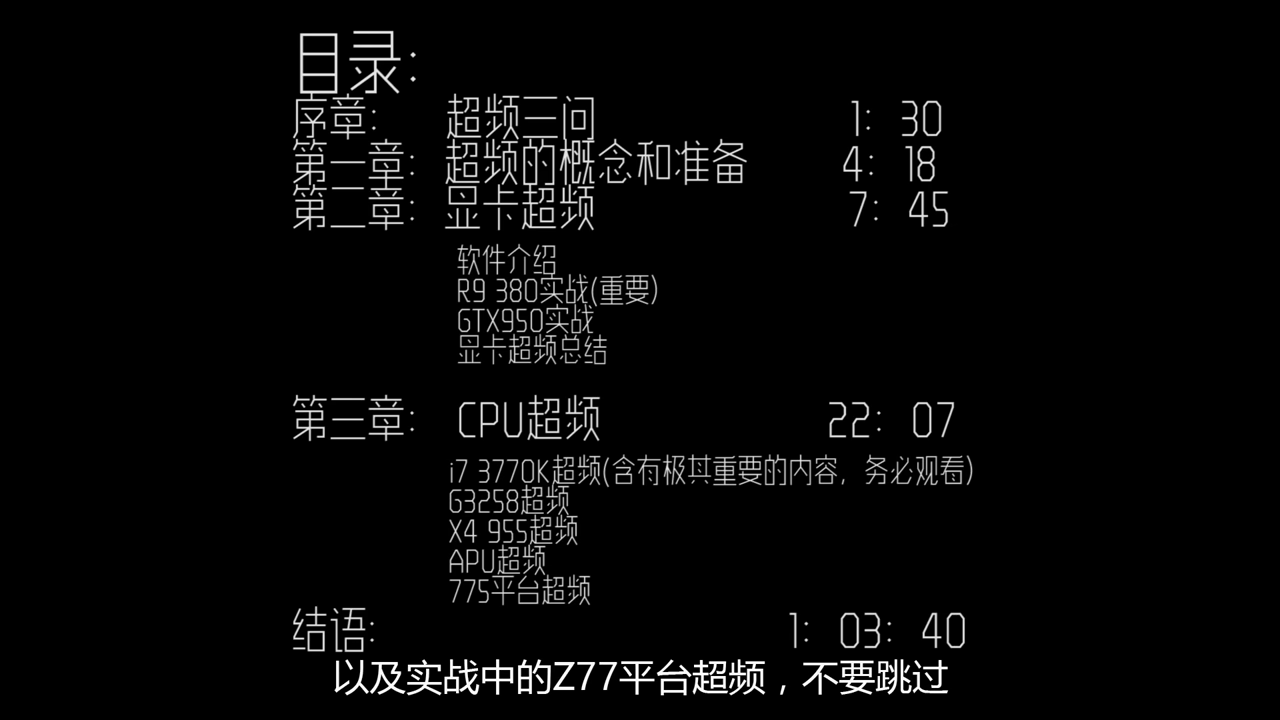 目录:
序章: 超频三问 1: 30
第一章: 超频的概念和准备 4: 18
第二章: 显卡超频 7: 45
软件介绍
R9 380实战(重要)
GTX950实战
显卡超频总结
第三章: CPU超频 22: 07
i7 3770K超频(含有极其重要的内容, 务必观看)
G3258超频
X4 955超频
APU超频
775平台超频
结语: 1: 03: 40
以及实战中的Z77平台超频，不要跳过